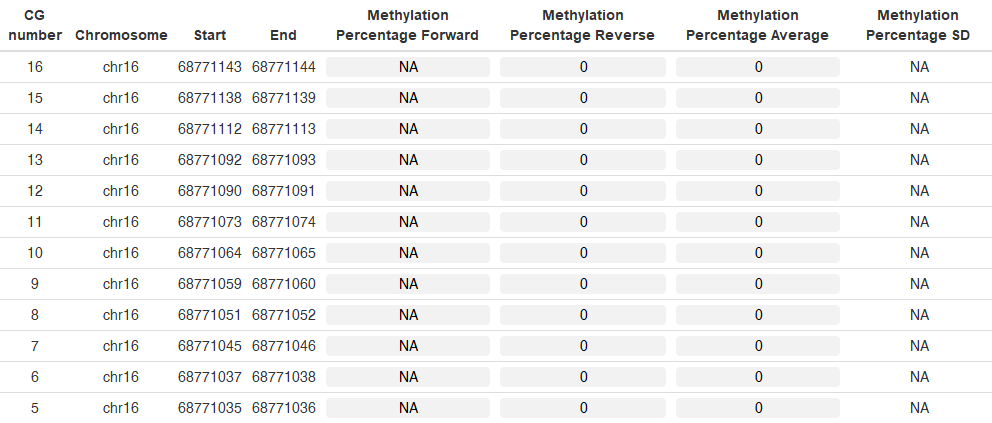 CG number Chromosome Start End Methylation Percentage Forward Methylation Percentage Reverse Methylation Percentage Average Methylation Percentage SD
16 chr16 68771143 68771144 NA 0 0 NA
15 chr16 68771138 68771139 NA 0 0 NA
14 chr16 68771112 68771113 NA 0 0 NA
13 chr16 68771092 68771093 NA 0 0 NA
12 chr16 68771090 68771091 NA 0 0 NA
11 chr16 68771073 68771074 NA 0 0 NA
10 chr16 68771064 68771065 NA 0 0 NA
9 chr16 68771059 68771060 NA 0 0 NA
8 chr16 68771051 68771052 NA 0 0 NA
7 chr16 68771045 68771046 NA 0 0 NA
6 chr16 68771037 68771038 NA 0 0 NA
5 chr16 68771035 68771036 NA 0 0 NA